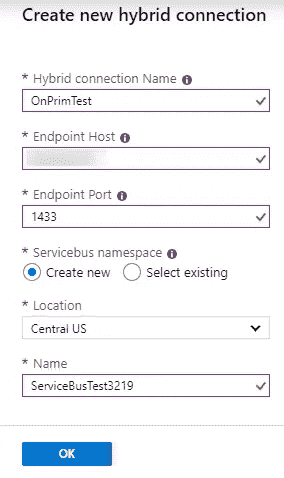 Create new hybrid connection
* Hybrid connection Name
OnPrimTest
* Endpoint Host
* Endpoint Port
1433
* Servicebus namespace
Create new Select existing
* Location
Central US
* Name
ServiceBusTest3219
OK